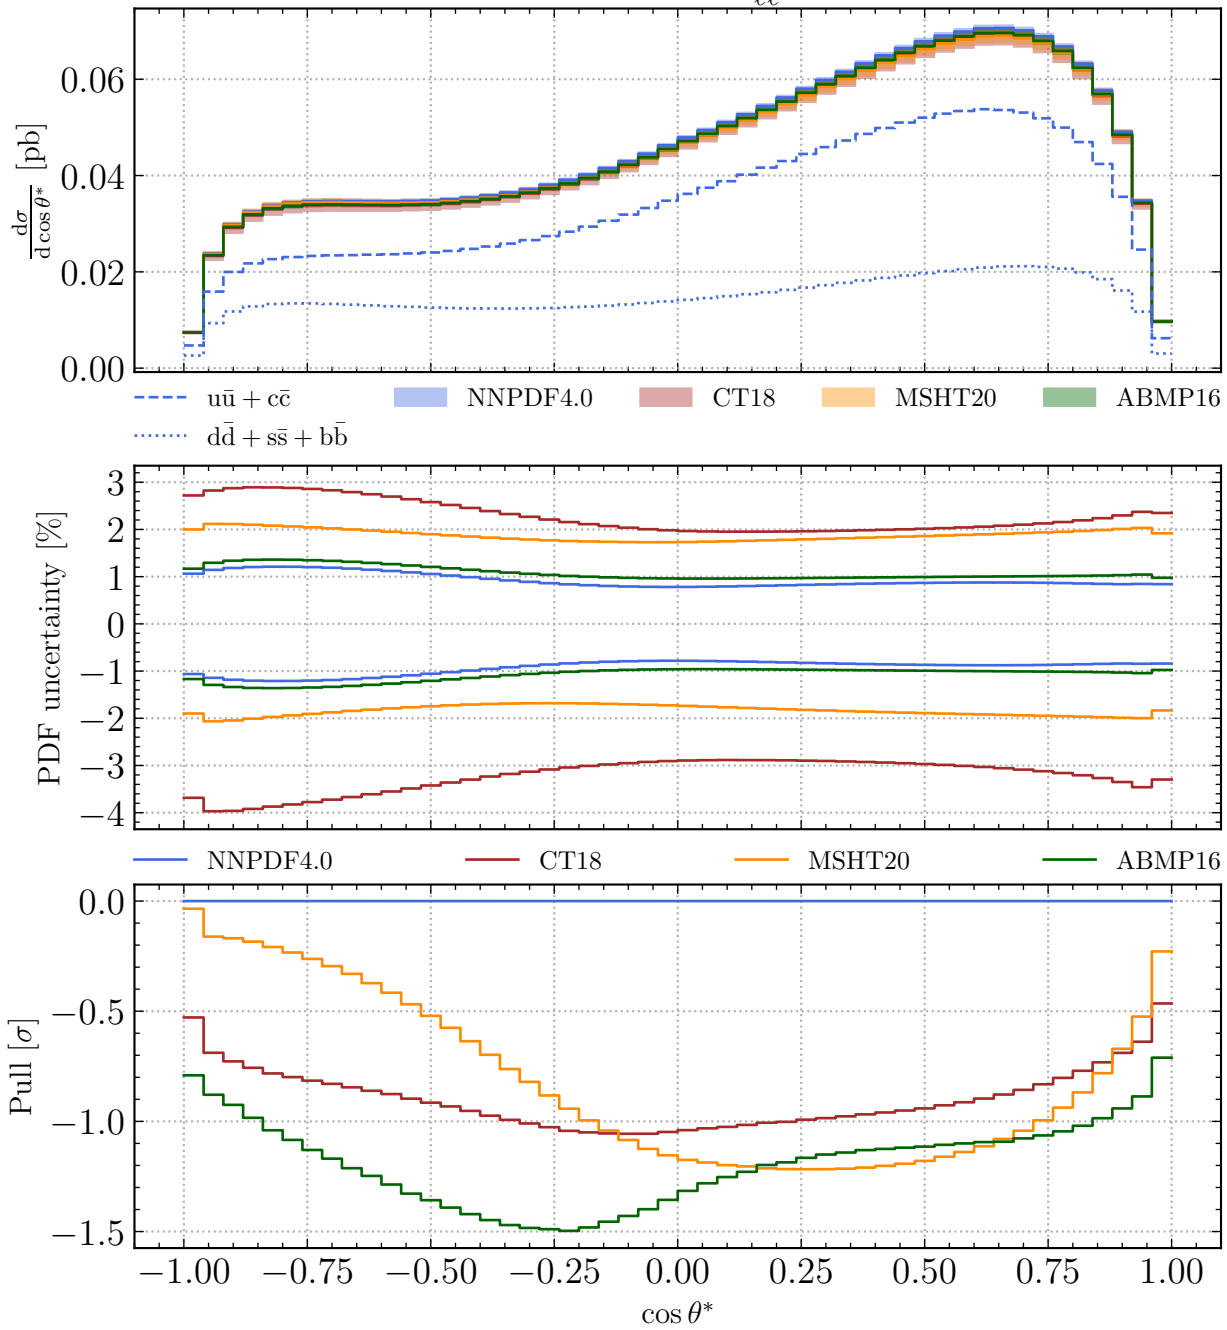 dσ
d cos θ* [pb]
0.06
0.04
0.02
0.00
uū + cc̄ NNPDF4.0 CT18 MSHT20 ABMP16
dd̄ + ss̄ + bb̄
PDF uncertainty [%]
3
2
1
0
−1
−2
−3
−4
NNPDF4.0 CT18 MSHT20 ABMP16
Pull [σ]
0.0
−0.5
−1.0
−1.5
−1.00 −0.75 −0.50 −0.25 0.00 0.25 0.50 0.75 1.00
cos θ*